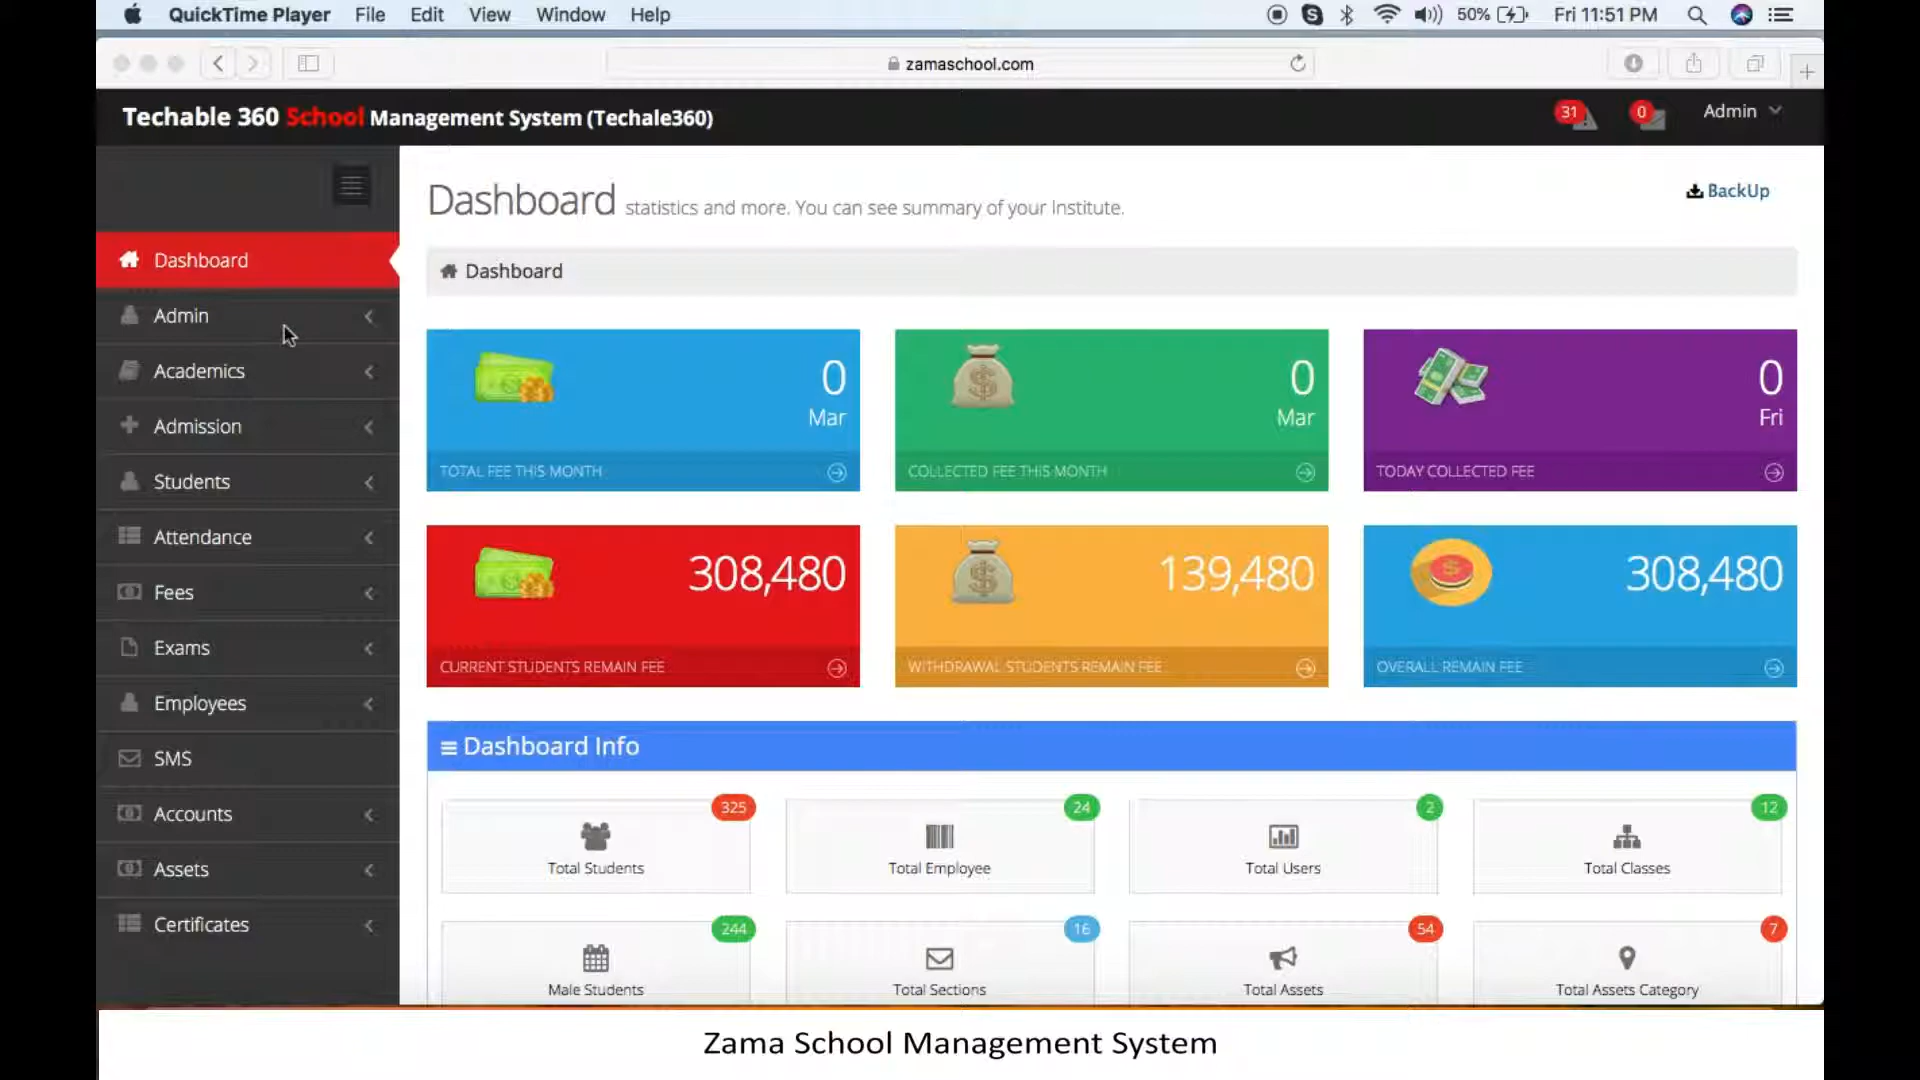 QuickTime Player File Edit View Window Help 50% Fri 11:51 PM
zamaschool.com
Techable 360 School Management System (Techale360) 31 0 Admin
Dashboard statistics and more. You can see summary of your Institute. BackUp
Dashboard
Admin
Academics
Admission
Students
Attendance
Fees
Exams
Employees
SMS
Accounts
Assets
Certificates
Dashboard
0
Mar
TOTAL FEE THIS MONTH
0
Mar
COLLECTED FEE THIS MONTH
0
Fri
TODAY COLLECTED FEE
308,480
CURRENT STUDENTS REMAIN FEE
139,480
WITHDRAWAL STUDENTS REMAIN FEE
308,480
OVERALL REMAIN FEE
Dashboard Info
325
Total Students
24
Total Employee
2
Total Users
12
Total Classes
244
Male Students
16
Total Sections
54
Total Assets
7
Total Assets Category
Zama School Management System